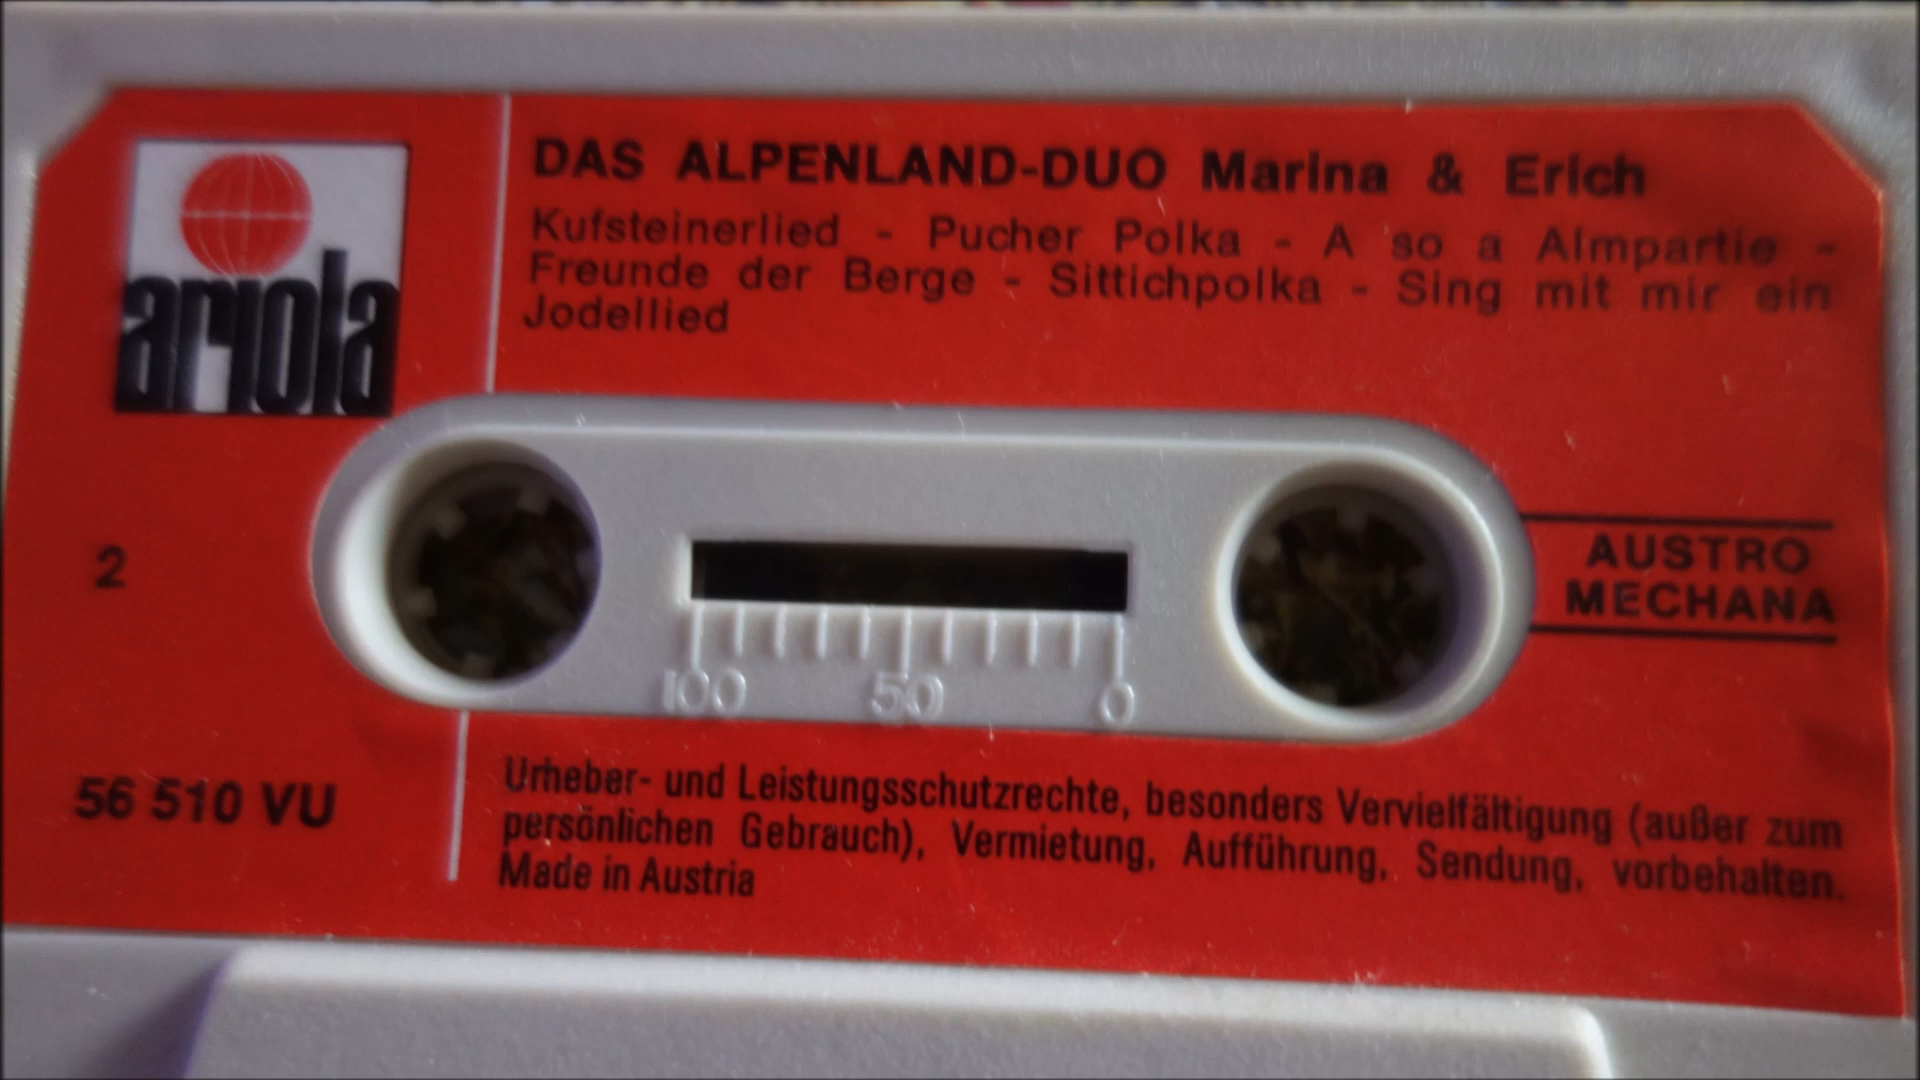 DAS ALPENLAND-DUO Marina & Erich
Kufsteinerlied - Pucher Polka - A so a Almpartie -
Freunde der Berge - Sittichpolka - Sing mit mir ein
Jodellied
ariola
2
AUSTRO
MECHANA
100 50 0
56 510 VU
Urheber- und Leistungsschutzrechte, besonders Vervielfältigung (außer zum
persönlichen Gebrauch), Vermietung, Aufführung, Sendung, vorbehalten.
Made in Austria